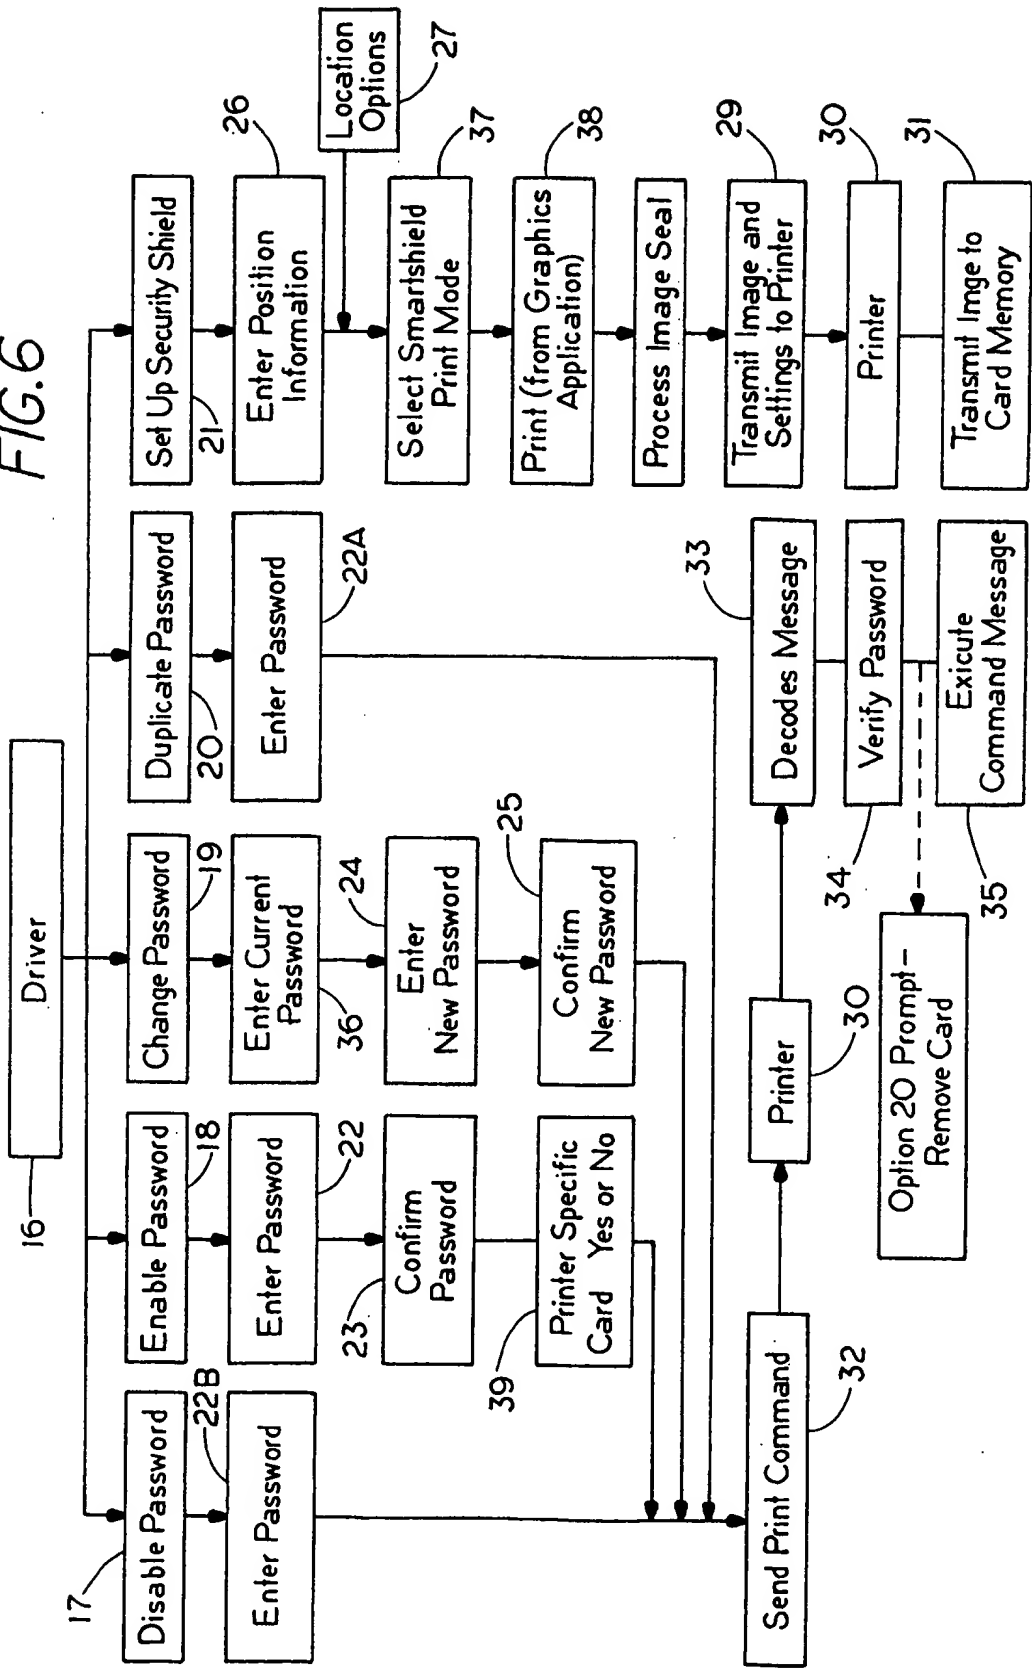 FIG.6
Driver
16
Disable Password
17
Enable Password
18
Change Password
19
Duplicate Password
20
Set Up Security Shield
21
Enter Password
22B
Enter Password
22
Enter Current
Password
36
Enter Password
22A
Enter Position
Information
26
Location
Options
27
Confirm
Password
23
Enter
New Password
24
Select Smartshield
Print Mode
37
Printer Specific
Card Yes or No
39
Confirm
New Password
25
Print (from Graphics
Application)
38
Process Image Seal
Transmit Image and
Settings to Printer
29
Printer
30
Transmit Imge to
Card Memory
31
Send Print Command
32
Printer
30
Decodes Message
33
Verify Password
34
Exicute
Command Message
35
Option 20 Prompt-
Remove Card